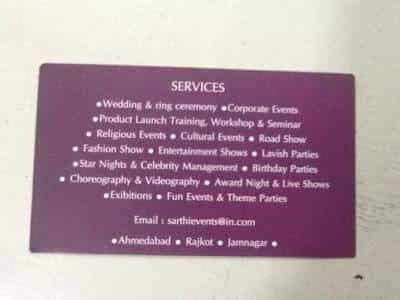 SERVICES
●Wedding & ring ceremony ●Corporate Events
●Product Launch Training, Workshop & Seminar
● Religious Events ● Cultural Events ● Road Show
● Fashion Show ● Entertainment Shows ● Lavish Parties
●Star Nights & Celebrity Management ● Birthday Parties
● Choreography & Videography ● Award Night & Live Shows
●Exibitions ● Fun Events & Theme Parties
Email : sarthievents@in.com
●Ahmedabad ● Rajkot ● Jamnagar ●